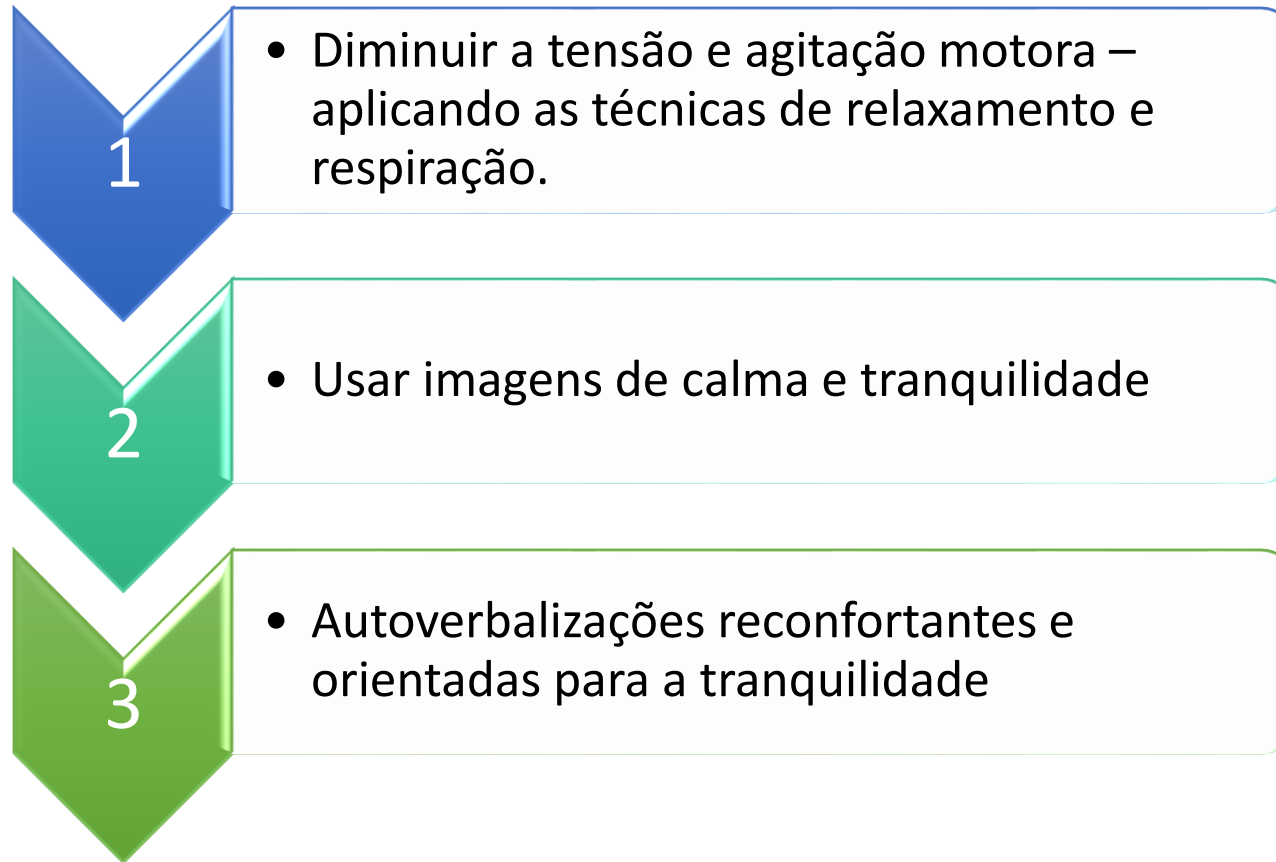 1
• Diminuir a tensão e agitação motora –
aplicando as técnicas de relaxamento e
respiração.
2
• Usar imagens de calma e tranquilidade
3
• Autoverbalizações reconfortantes e
orientadas para a tranquilidade